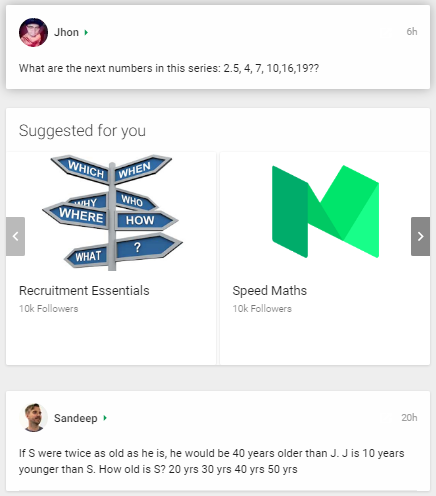 Jhon
6h
What are the next numbers in this series: 2.5, 4, 7, 10,16,19??
Suggested for you
WHICH
WHEN
WHY
WHO
WHERE
HOW
WHAT
?
Recruitment Essentials
10k Followers
Speed Maths
10k Followers
Sandeep
20h
If S were twice as old as he is, he would be 40 years older than J. J is 10 years
younger than S. How old is S? 20 yrs 30 yrs 40 yrs 50 yrs